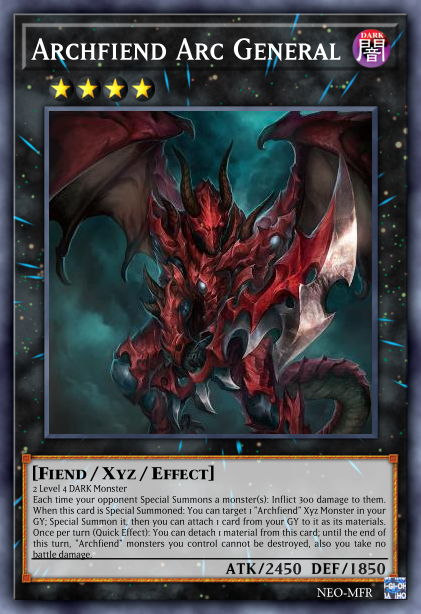 Archfiend Arc General
DARK
闇
[Fiend / Xyz / Effect]
2 Level 4 DARK Monster
Each time your opponent Special Summons a monster(s): Inflict 300 damage to them.
When this card is Special Summoned: You can target 1 "Archfiend" Xyz Monster in your
GY; Special Summon it, then you can attach 1 card from your GY to it as its materials.
Once per turn (Quick Effect): You can detach 1 material from this card; until the end of
this turn, "Archfiend" monsters you control cannot be destroyed, also you take no
battle damage.
ATK/2450 DEF/1850
NEO-MFR